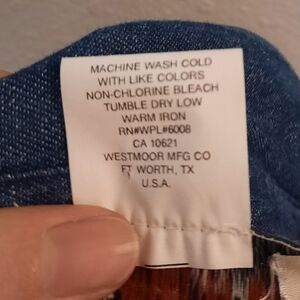 MACHINE WASH COLD
WITH LIKE COLORS
NON-CHLORINE BLEACH
TUMBLE DRY LOW
WARM IRON
RN#WPL#6008
CA 10621
WESTMOOR MFG CO
FT WORTH, TX
U.S.A.